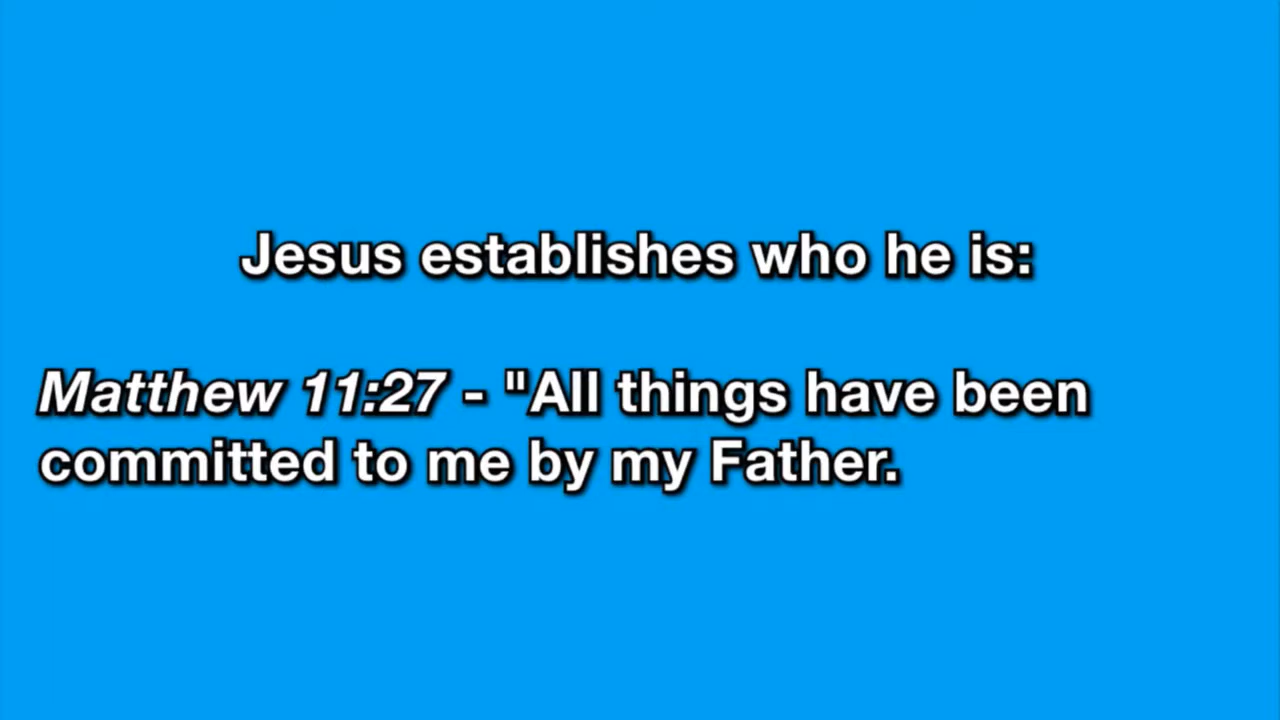 Jesus establishes who he is:
Matthew 11:27 - "All things have been
committed to me by my Father.